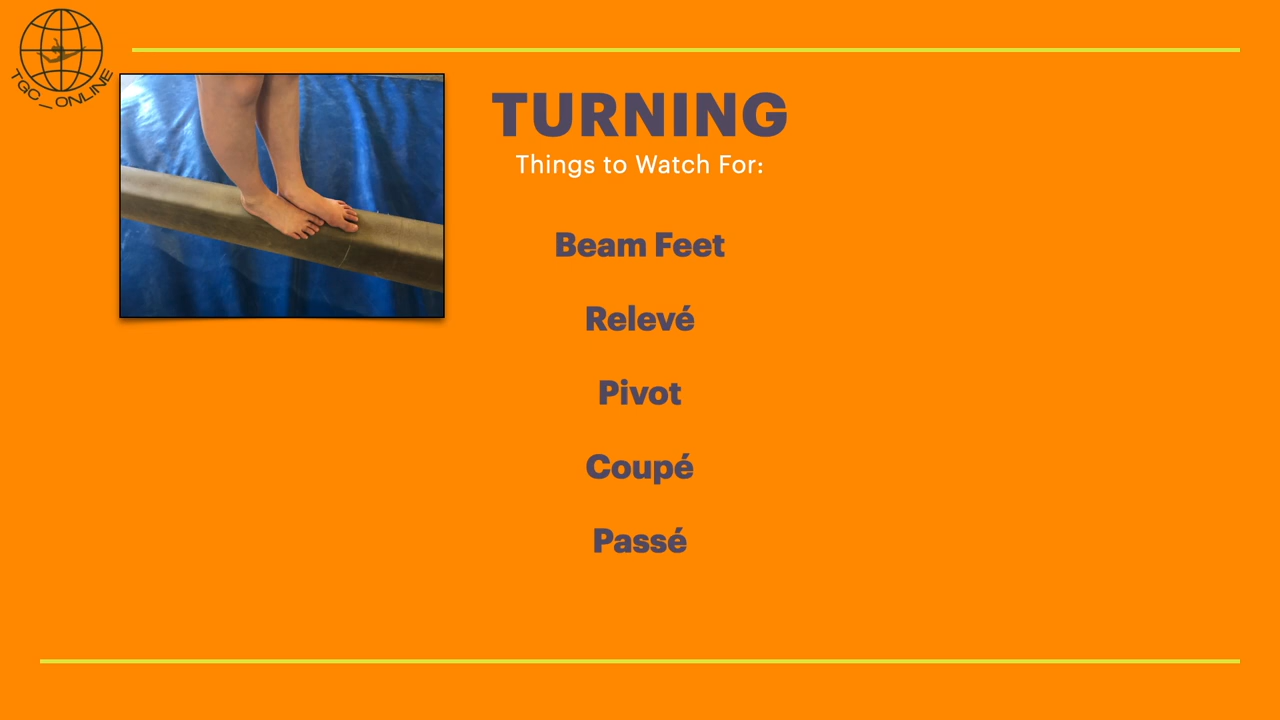 TGC_ONLINE
TURNING
Things to Watch For:
Beam Feet
Relevé
Pivot
Coupé
Passé